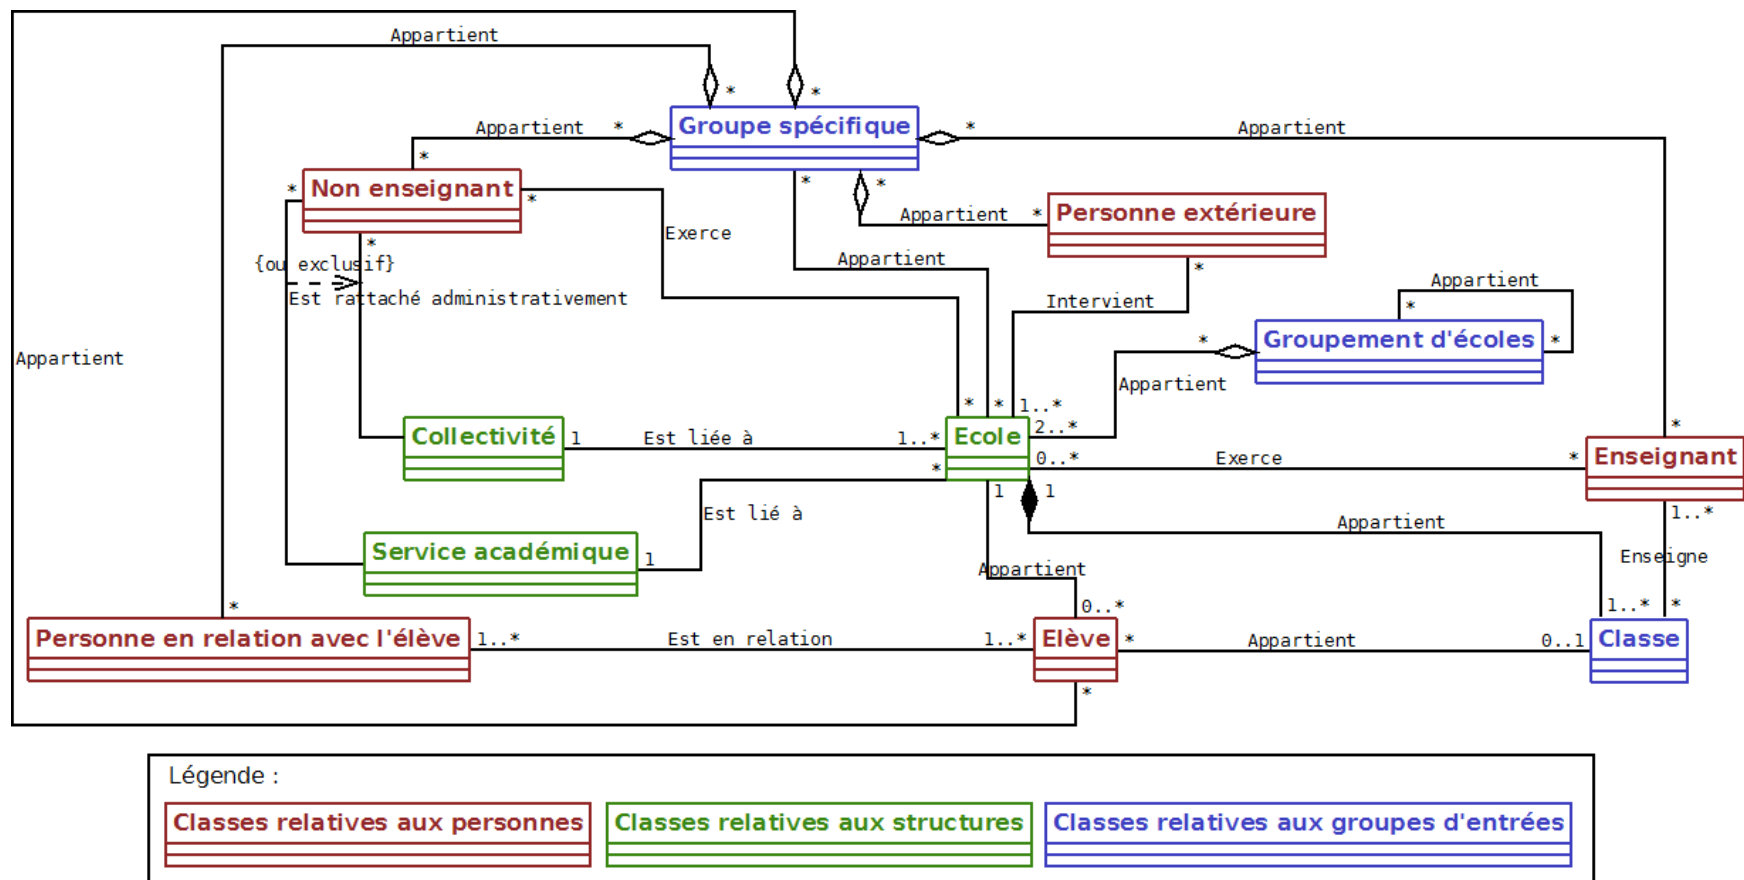 Appartient
*
*
Appartient
*
Groupe spécifique
*
Appartient
*
Non enseignant
*
*
*
*
Personne extérieure
Appartient
*
Exerce
*
{ou exclusif}
Appartient
*
Est rattaché administrativement
Intervient
Appartient
*
Groupement d'écoles
*
*
Appartient
Appartient
*
*
1..*
2..*
*
Collectivité
1
Est liée à
1..*
Ecole
0..*
Exerce
*
Enseignant
*
1
1
1..*
Est lié à
Appartient
Service académique
1
Enseigne
Appartient
*
0..*
1..*
*
Personne en relation avec l'élève
1..*
Est en relation
1..*
Elève
*
Appartient
0..1
Classe
*
Légende :
Classes relatives aux personnes
Classes relatives aux structures
Classes relatives aux groupes d'entrées